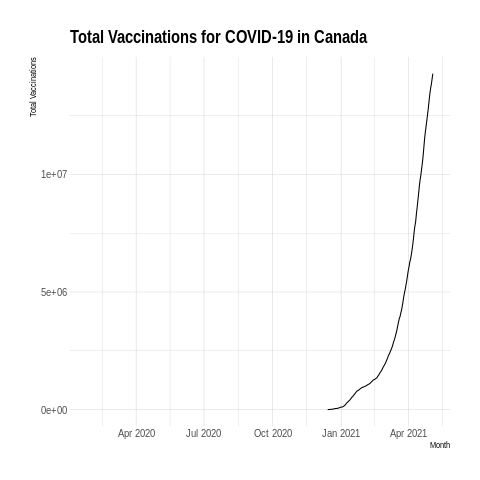 Total Vaccinations for COVID-19 in Canada
Total Vaccinations
1e+07
5e+06
0e+00
Apr 2020 Jul 2020 Oct 2020 Jan 2021 Apr 2021
Month